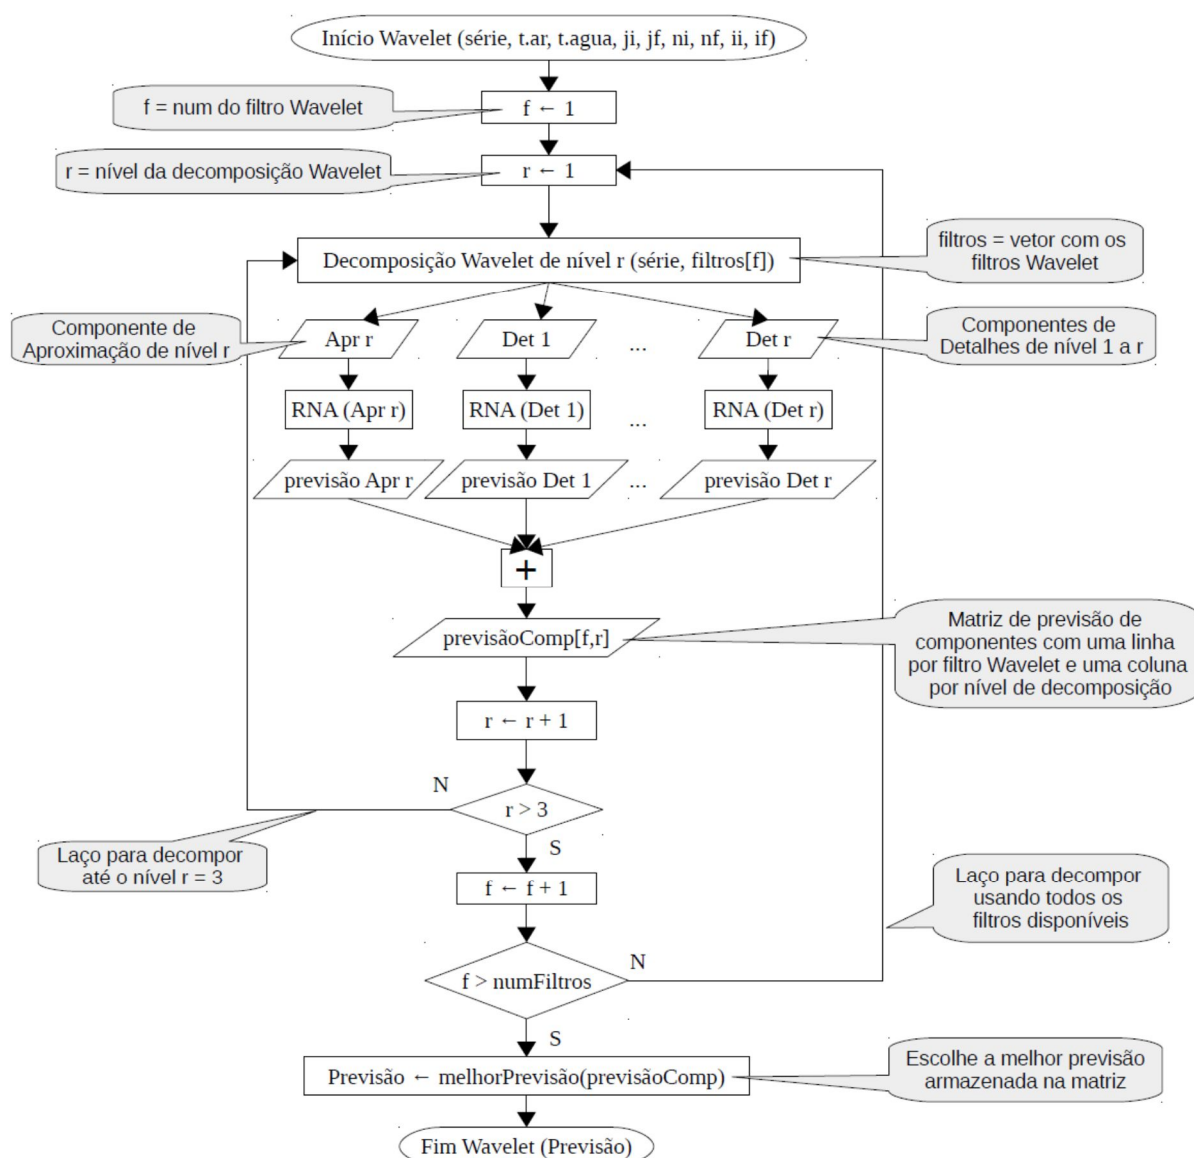 Início Wavelet (série, t.ar, t.agua, ji, jf, ni, nf, ii, if)
f = num do filtro Wavelet
f ← 1
r = nível da decomposição Wavelet
r ← 1
filtros = vetor com os
filtros Wavelet
Decomposição Wavelet de nível r (série, filtros[f])
Componente de
Aproximação de nível r
Apr r
Det 1
...
Det r
Componentes de
Detalhes de nível 1 a r
RNA (Apr r)
RNA (Det 1)
...
RNA (Det r)
previsão Apr r
previsão Det 1
...
previsão Det r
+
previsãoComp[f,r]
Matriz de previsão de
componentes com uma linha
por filtro Wavelet e uma coluna
por nível de decomposição
r ← r + 1
N
r > 3
S
Laço para decompor
até o nível r = 3
f ← f + 1
Laço para decompor
usando todos os
filtros disponíveis
f > numFiltros
N
S
Previsão ← melhorPrevisão(previsãoComp)
Escolhe a melhor previsão
armazenada na matriz
Fim Wavelet (Previsão)